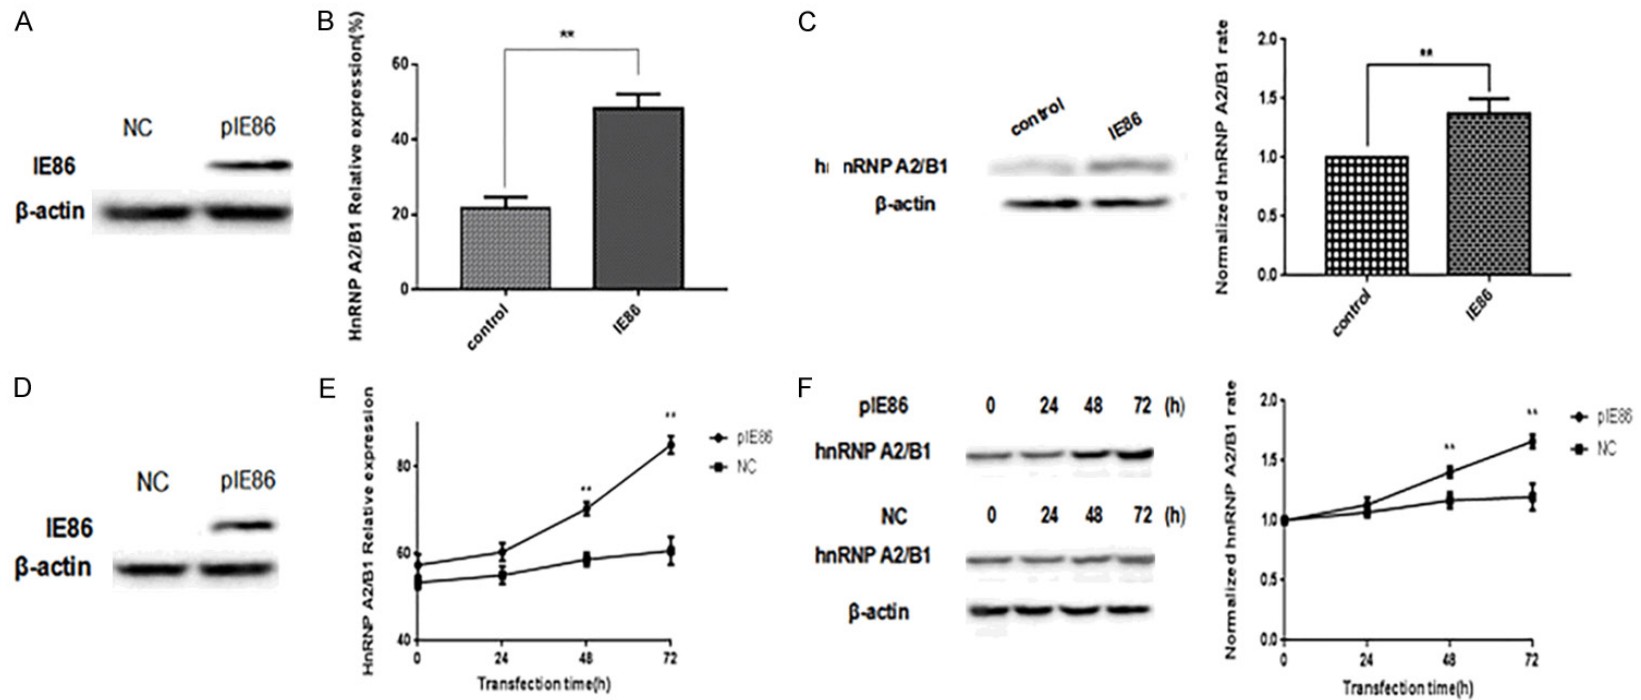 A
NC pIE86
IE86
β-actin
B
HnRNP A2/B1 Relative expression(%)
60
40
20
0
**
control
IE86
C
control IE86
hnRNP A2/B1
β-actin
Normalized hnRNP A2/B1 rate
2.0
1.5
1.0
0.5
0.0
**
control
IE86
D
NC pIE86
IE86
β-actin
E
HnRNP A2/B1 Relative expression
80
60
40
**
**
pIE86
NC
0 24 48 72
Transfection time(h)
F
pIE86 0 24 48 72 (h)
hnRNP A2/B1
NC 0 24 48 72 (h)
hnRNP A2/B1
β-actin
Normalized hnRNP A2/B1 rate
2.0
1.5
1.0
0.5
0.0
**
**
pIE86
NC
0 24 48 72
Transfection time(h)